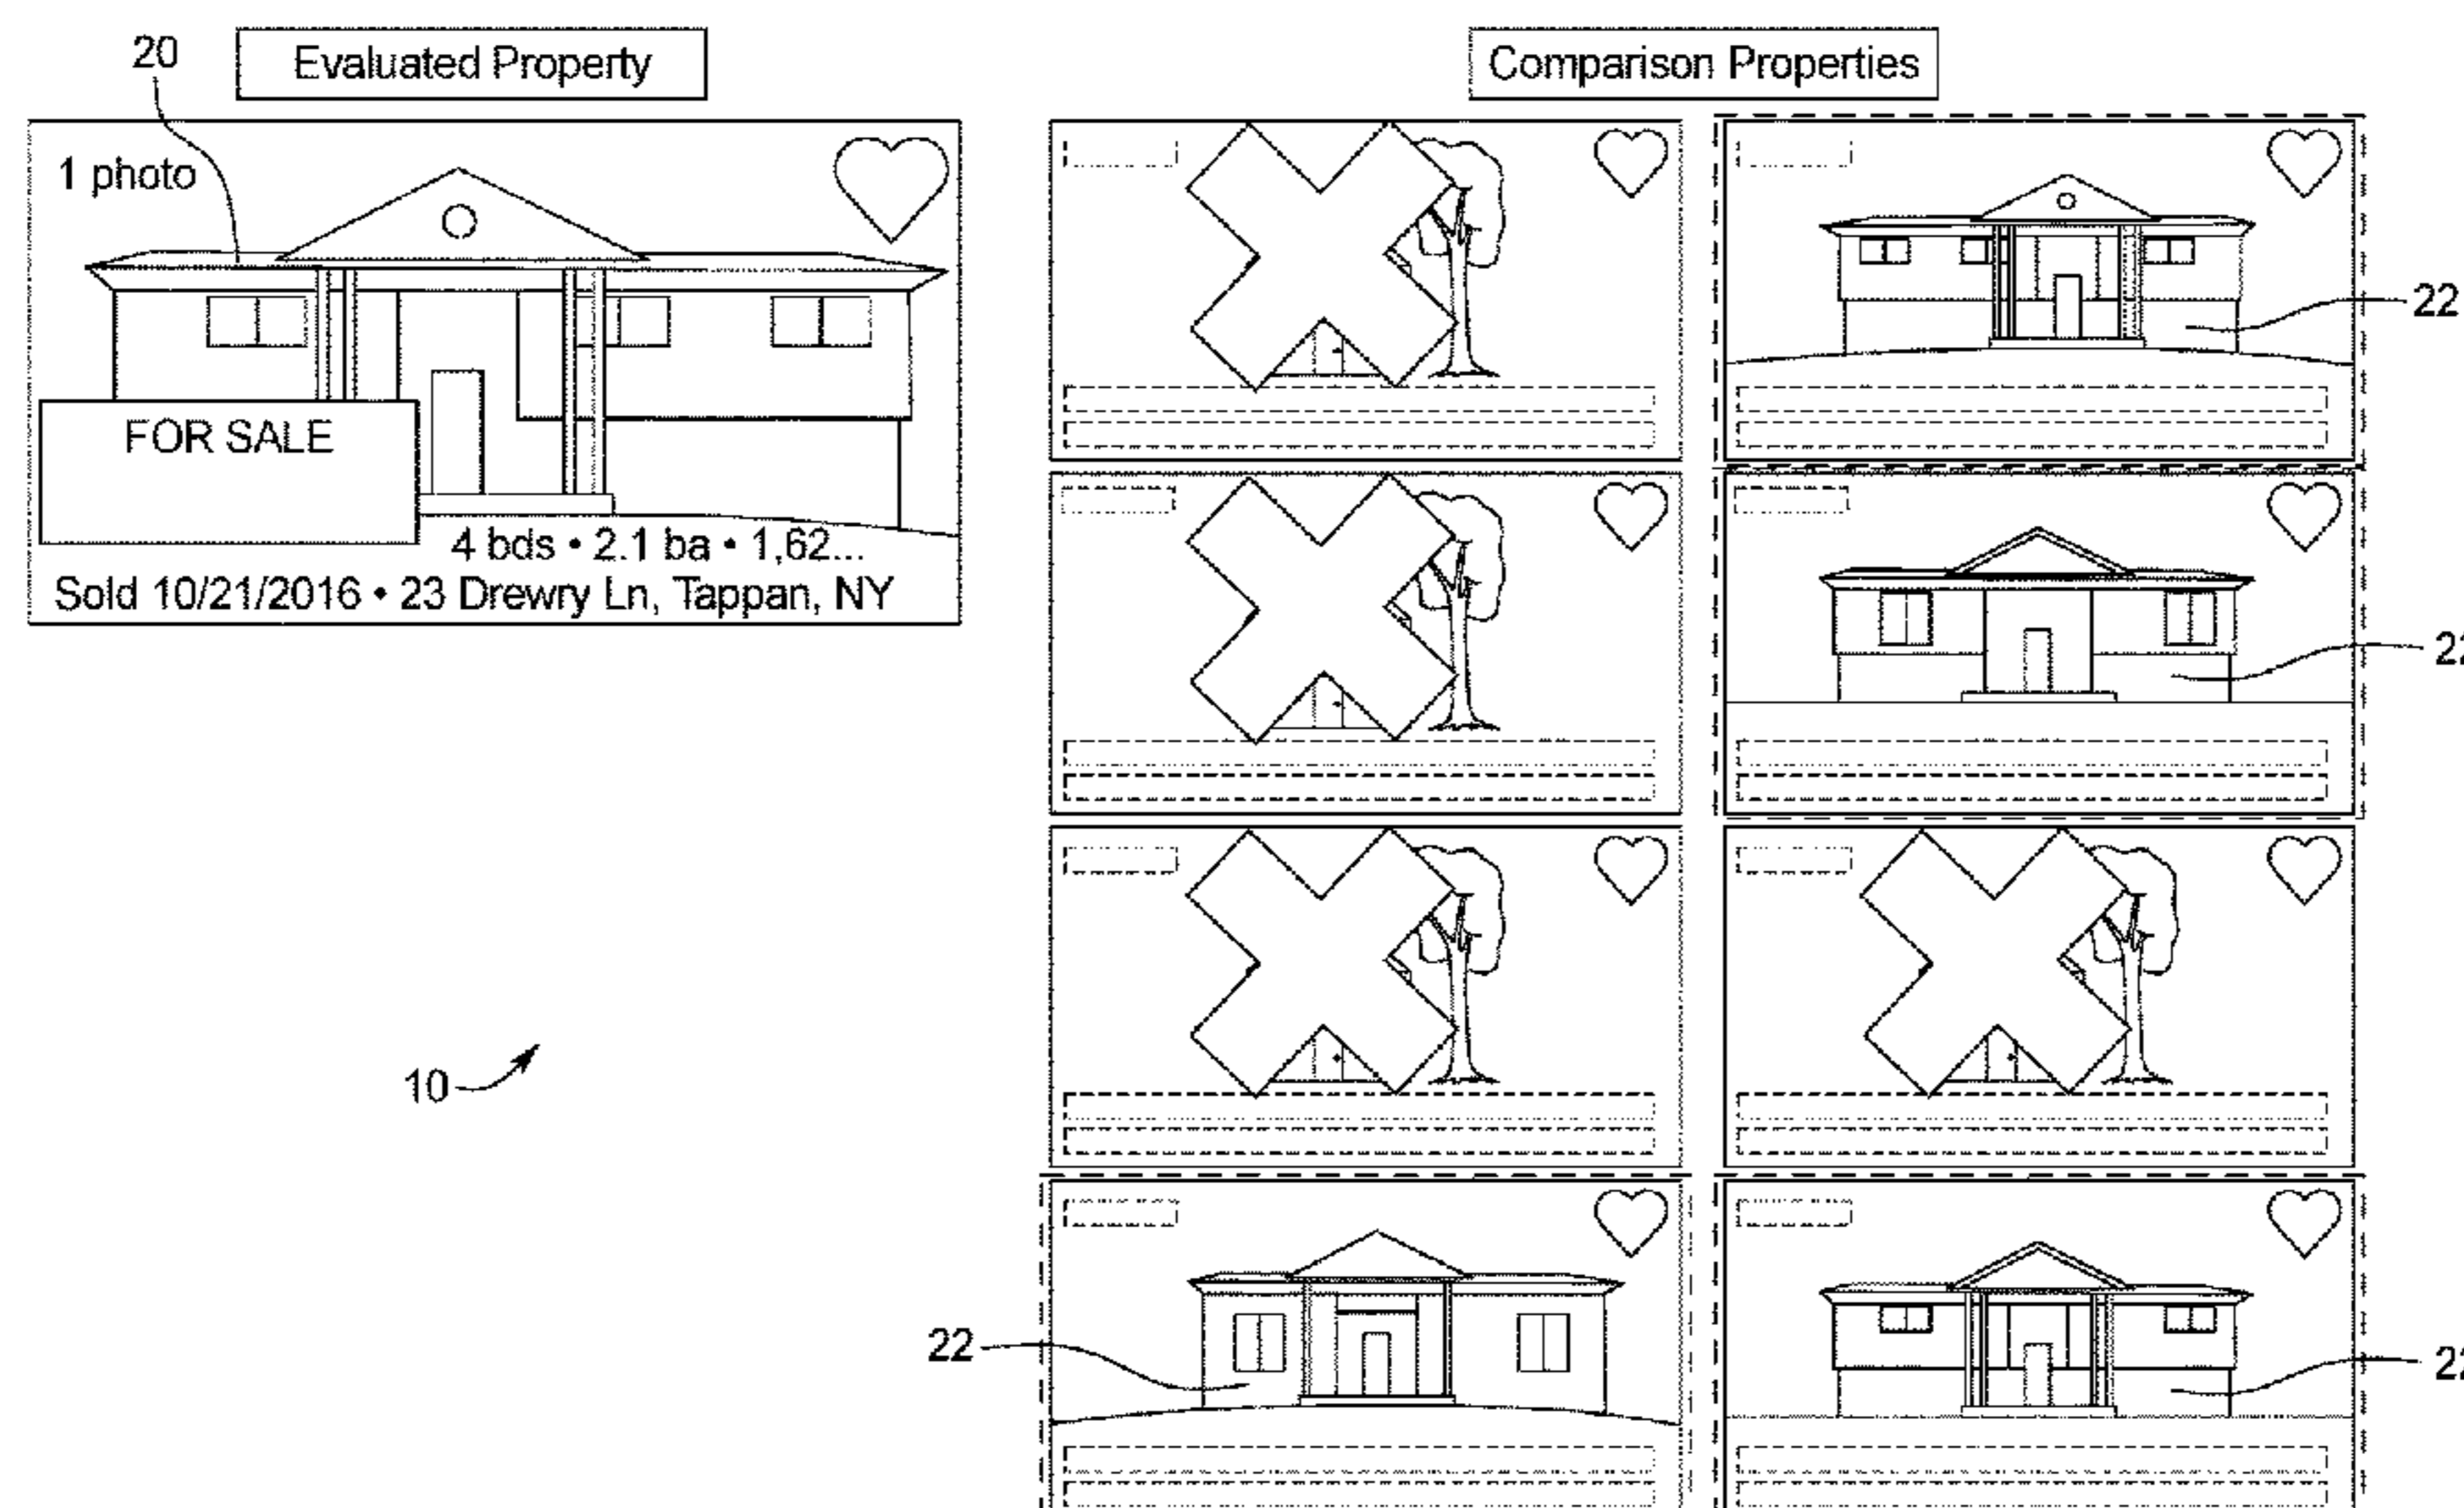 20
Evaluated Property
Comparison Properties
1 photo
FOR SALE
4 bds • 2.1 ba • 1,62...
Sold 10/21/2016 • 23 Drewry Ln, Tappan, NY
22
10
22